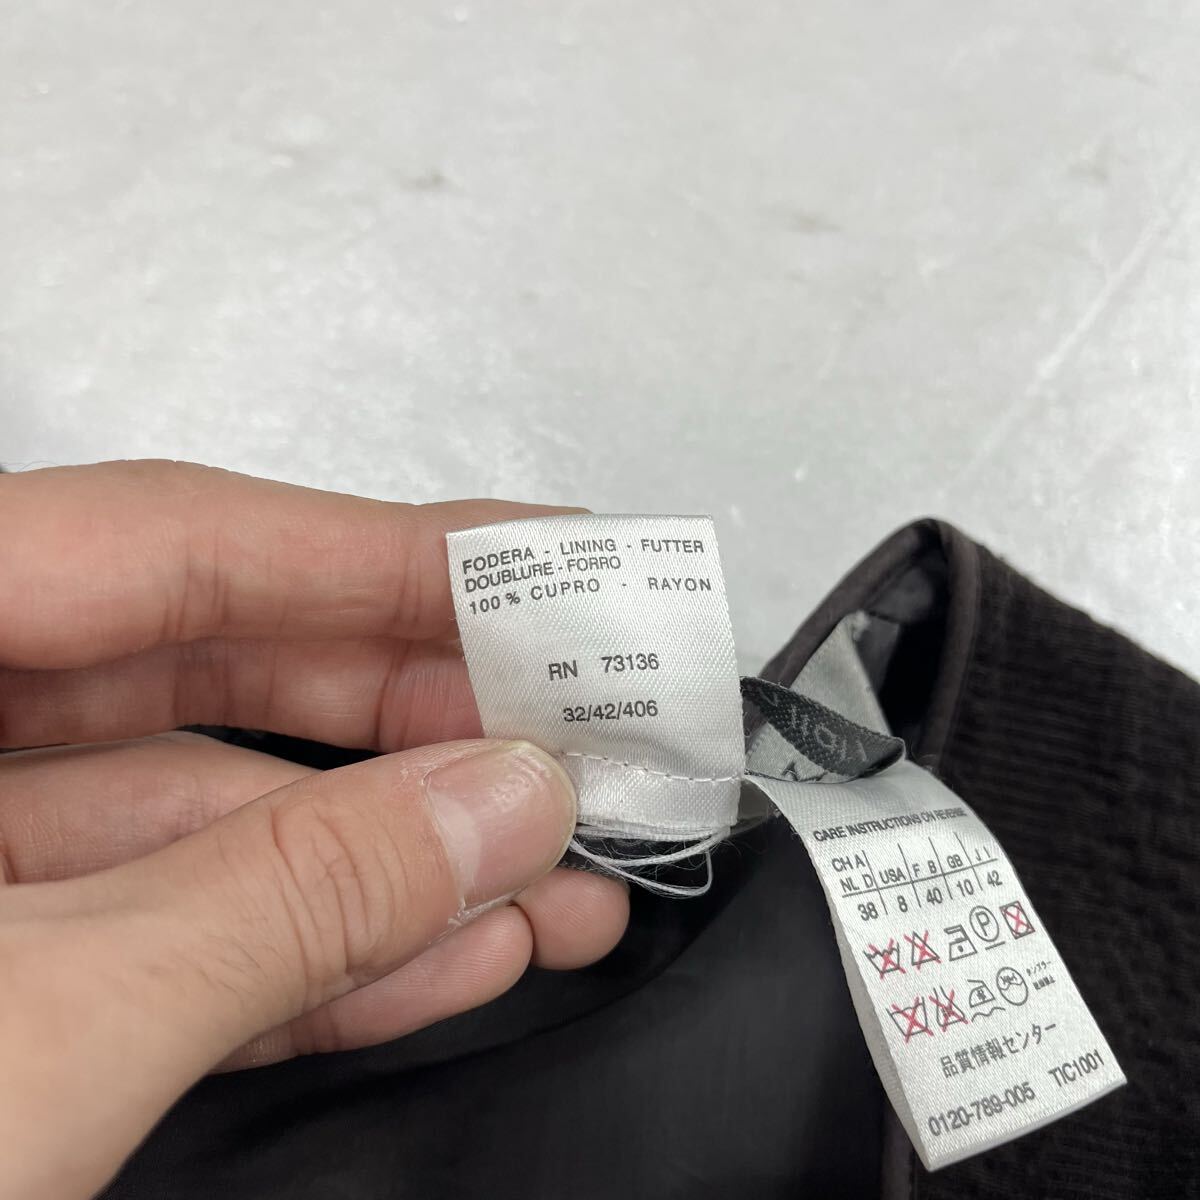 FODERA - LINING - FUTTER
DOUBLURE - FORRO
100 % CUPRO - RAYON
RN 73136
32/42/406
CARE INSTRUCTIONS ON REVERSE
CH A
NL D USA F B GB J I
38 8 40 10 42
P
品質情報センター
0120-789-005 TIC1001